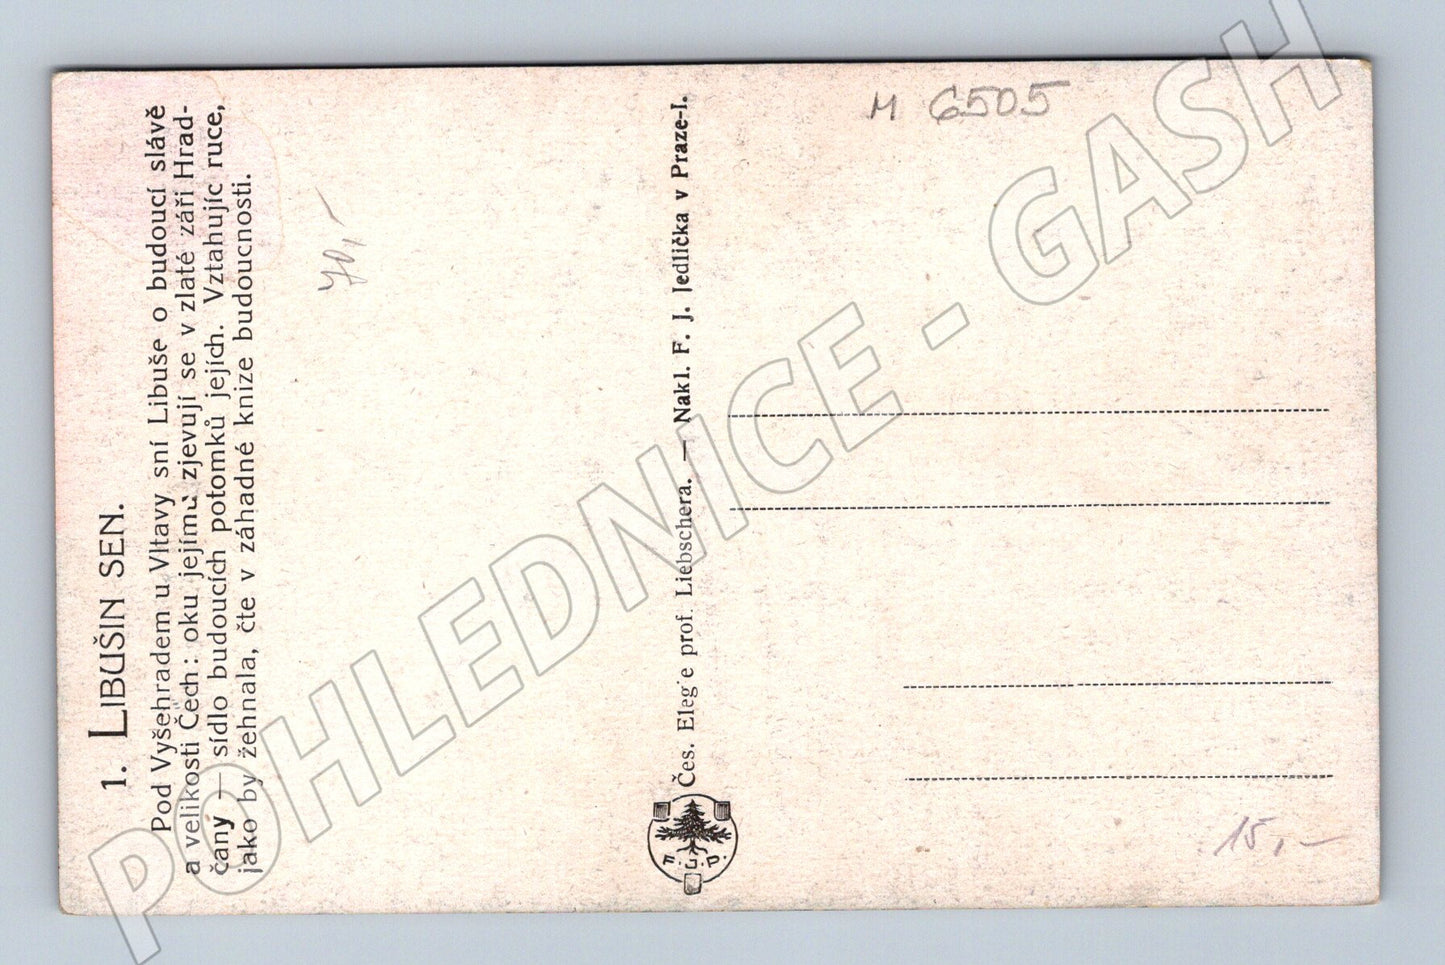 1. LIBUŠIN SEN.
Pod Vyšehradem u Vltavy sní Libuše o budoucí slávě
a velikosti Čech: oku jejímu zjevují se v zlaté záři Hrad-
čany — sídlo budoucích potomků jejích. Vztahujíc ruce,
jako by žehnala, čte v záhadné knize budoucnosti.
70,-
Čes. Elegie prof. Liebschera. — Nakl. F. J. Jedlička v Praze-I.
F. J. P.
M 6505
15,-
POHLEDNICE - GASH